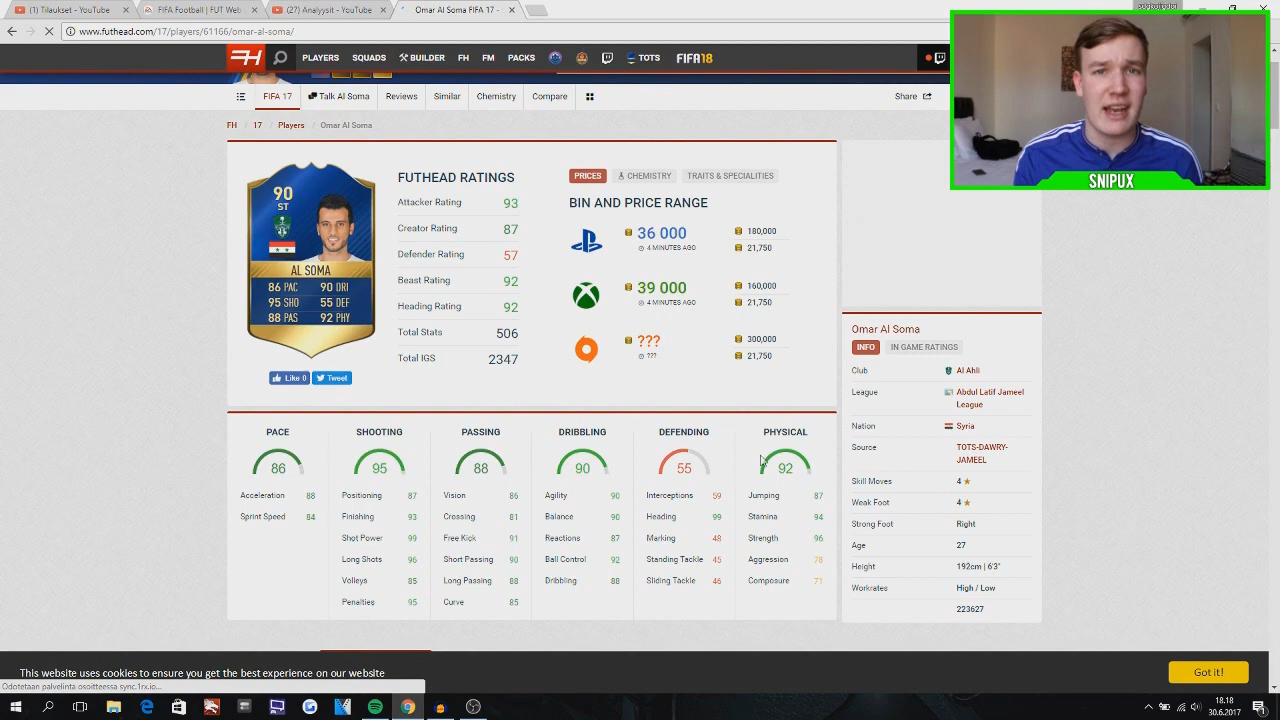 (1) Tilaukset - YouTube
FIFA Football | FUT Web
(27) Analyysit - YouTube
Omar Al Soma FIFA 17 -
www.futhead.com/17/players/61166/omar-al-soma/
FH PLAYERS SQUADS BUILDER FH FM PACKS TOTS FIFA18
FIFA 17 Talk Al Soma Reviews Similar Chemistry Compare Share
FH / 17 / Players / Omar Al Soma
90
ST
AL SOMA
86 PAC 90 DRI
95 SHO 55 DEF
88 PAS 92 PHY
Like 0 Tweet
FUTHEAD RATINGS
Attacker Rating 93
Creator Rating 87
Defender Rating 57
Beast Rating 92
Heading Rating 92
Total Stats 506
Total IGS 2347
PRICES CHEMISTRY TRAITS & SPECIALITIES
BIN AND PRICE RANGE
36 000 180,000
4 MINUTES AGO 21,750
39 000 160,000
4 MINUTES AGO 21,750
??? 300,000
??? 21,750
SNIPUX
Omar Al Soma
INFO IN GAME RATINGS
Club Al Ahli
League Abdul Latif Jameel
League
Nation Syria
Source TOTS-DAWRY-
JAMEEL
Skill Moves 4
Weak Foot 4
Strong Foot Right
Age 27
Height 192cm | 6'3"
Workrates High / Low
223627
PACE SHOOTING PASSING DRIBBLING DEFENDING PHYSICAL
86 95 88 90 55 92
Acceleration 88 Positioning 87 Vision 86 Agility 90 Interceptions 59 Jumping 87
Sprint Speed 84 Finishing 93 Crossing 81 Balance 90 Heading 99 Stamina 94
Shot Power 99 Free Kick 91 Reactions 87 Marking 48 Strength 96
Long Shots 96 Short Passing 90 Ball Control 92 Standing Tackle 45 Aggression 78
Volleys 85 Long Passing 88 Dribbling 88 Sliding Tackle 46 Composure 71
Penalties 95 Curve 85
This website uses cookies to ensure you get the best experience on our website
Got it!
Odotetaan palvelinta osoitteessa sync.1rx.io...
18.18
30.6.2017